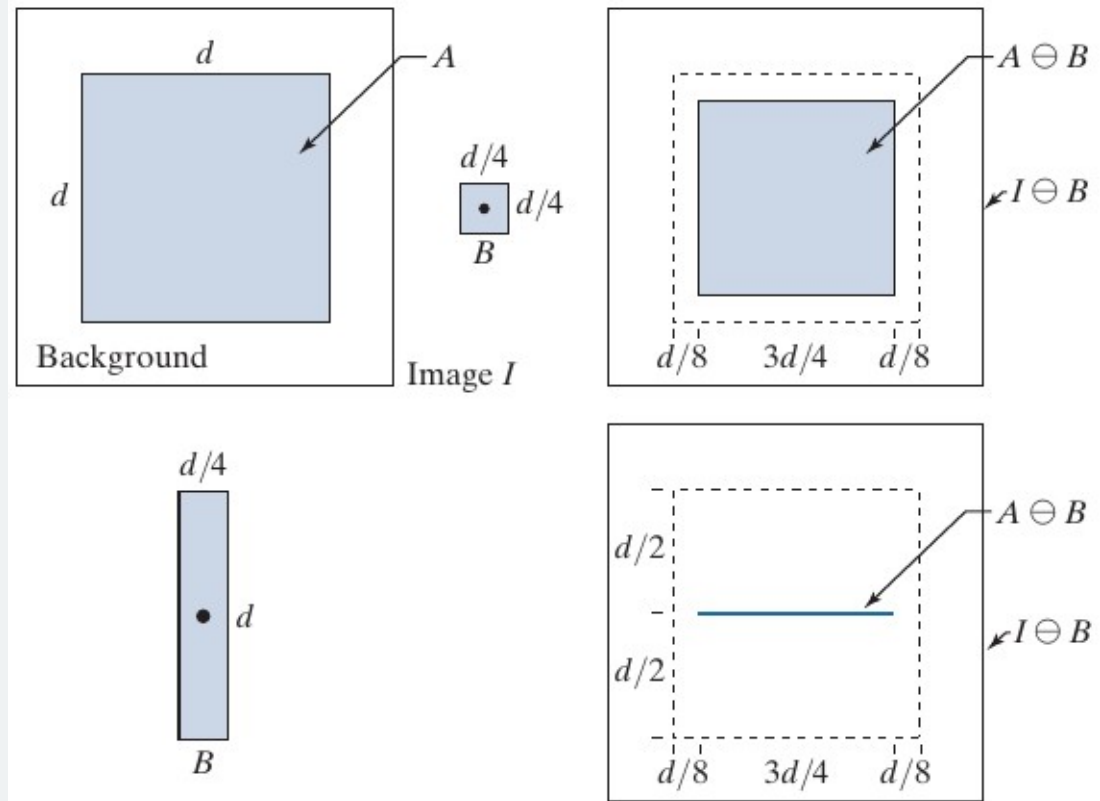 d
A
d
d/4
d/4
B
Background
Image I
A ⊖ B
I ⊖ B
d/8 3d/4 d/8
d/4
d
B
A ⊖ B
d/2
I ⊖ B
d/2
d/8 3d/4 d/8